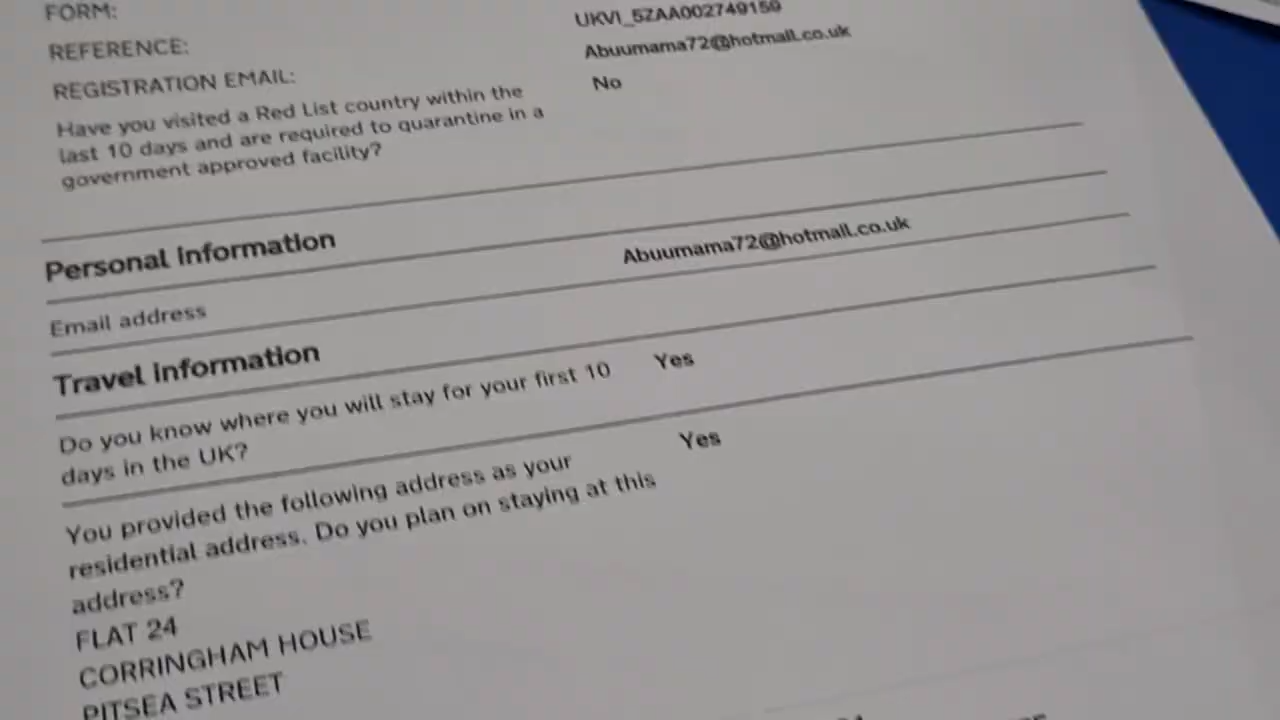 FORM:
REFERENCE: UKVI_5ZAA002749159
REGISTRATION EMAIL: Abuumama72@hotmail.co.uk
Have you visited a Red List country within the No
last 10 days and are required to quarantine in a
government approved facility?
Personal information
Email address Abuumama72@hotmail.co.uk
Travel information
Do you know where you will stay for your first 10 Yes
days in the UK?
You provided the following address as your Yes
residential address. Do you plan on staying at this
address?
FLAT 24
CORRINGHAM HOUSE
PITSEA STREET